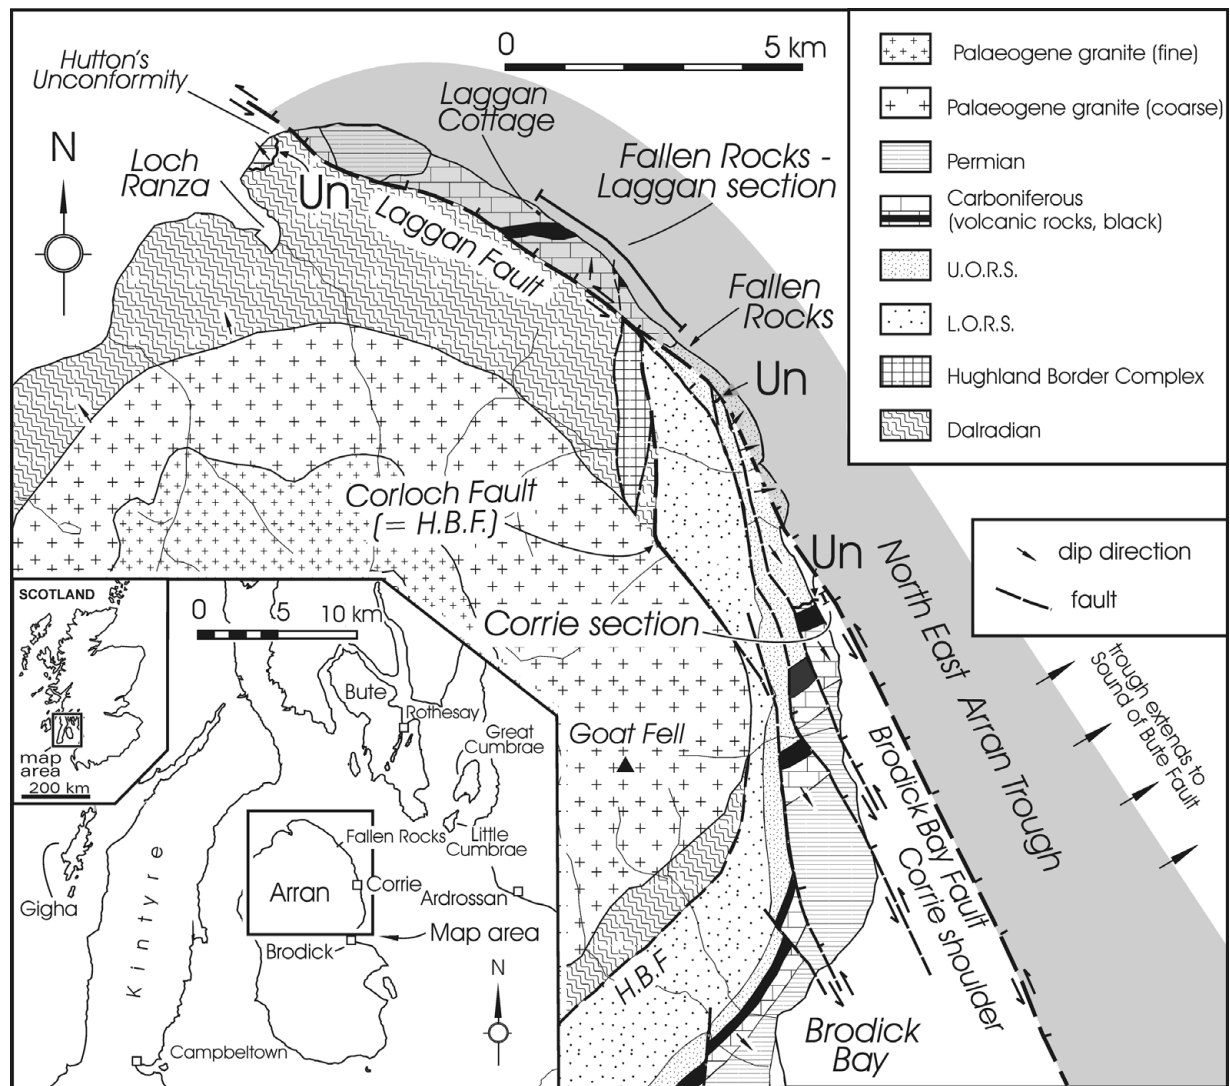 0
5 km
Hutton's
Unconformity
Laggan
Cottage
N
Loch
Ranza
Un
Fallen Rocks -
Laggan section
Laggan Fault
Fallen
Rocks
Un
Corloch Fault
(= H.B.F.)
Un
Corrie section
North East Arran Trough
trough extends to
Sound of Bute Fault
Goat Fell
Brodick Bay Fault
Corrie shoulder
H.B.F
Brodick
Bay
Palaeogene granite (fine)
Palaeogene granite (coarse)
Permian
Carboniferous
(volcanic rocks, black)
U.O.R.S.
L.O.R.S.
Hughland Border Complex
Dalradian
dip direction
fault
SCOTLAND
map
area
200 km
0
5
10 km
Bute
Rothesay
Great
Cumbrae
Fallen Rocks
Little
Cumbrae
Arran
Corrie
Ardrossan
Gigha
Kintyre
Map area
Brodick
N
Campbeltown